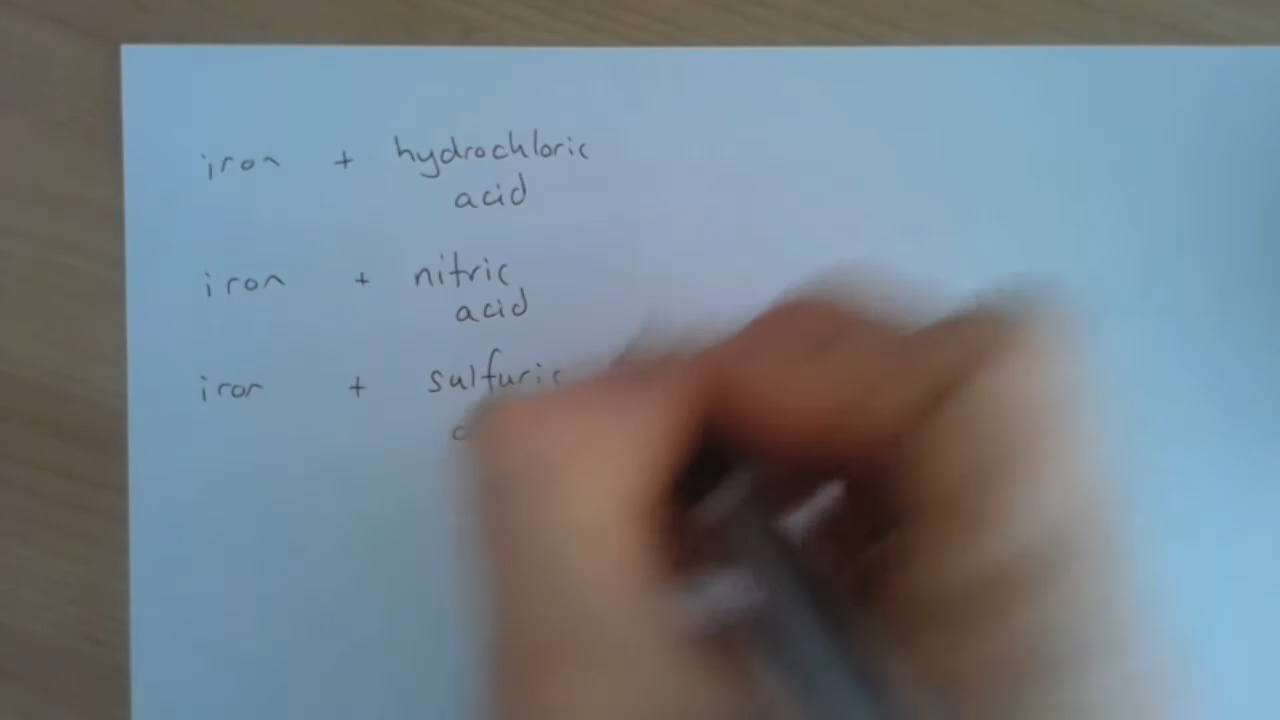 iron + hydrochloric
acid
iron + nitric
acid
iron + sulfuric